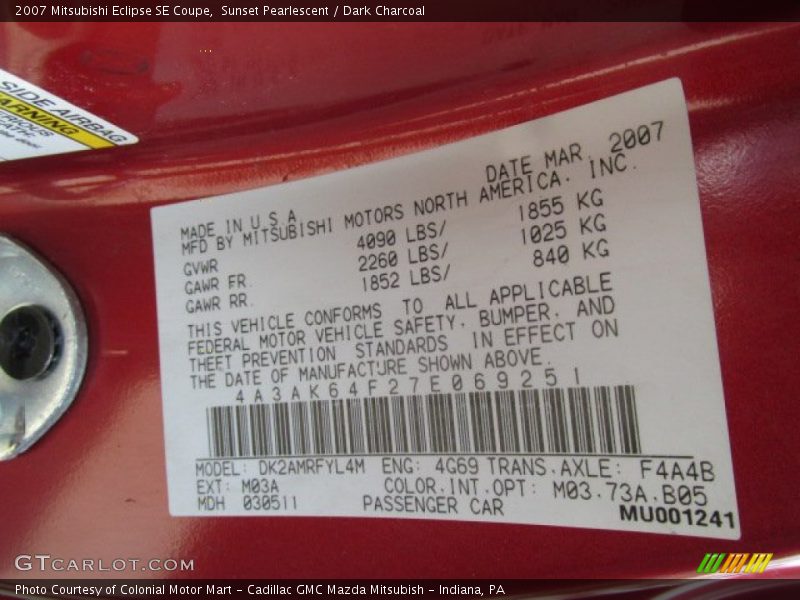 2007 Mitsubishi Eclipse SE Coupe,  Sunset Pearlescent / Dark Charcoal
SIDE AIRBAG
WARNING
DATE MAR, 2007
MADE IN U S A
MFD BY MITSUBISHI MOTORS NORTH AMERICA. INC.
GVWR 4090 LBS/ 1855 KG
GAWR FR. 2260 LBS/ 1025 KG
GAWR RR. 1852 LBS/ 840 KG
THIS VEHICLE CONFORMS TO ALL APPLICABLE
FEDERAL MOTOR VEHICLE SAFETY, BUMPER, AND
THEFT PREVENTION STANDARDS IN EFFECT ON
THE DATE OF MANUFACTURE SHOWN ABOVE.
4A3AK64F27E069251
MODEL: DK2AMRFYL4M ENG: 4G69 TRANS.AXLE: F4A4B
EXT: M03A COLOR.INT.OPT: M03.73A.B05
MDH 030511 PASSENGER CAR
MU001241
GTCARLOT.COM
Photo Courtesy of Colonial Motor Mart - Cadillac GMC Mazda Mitsubish - Indiana, PA